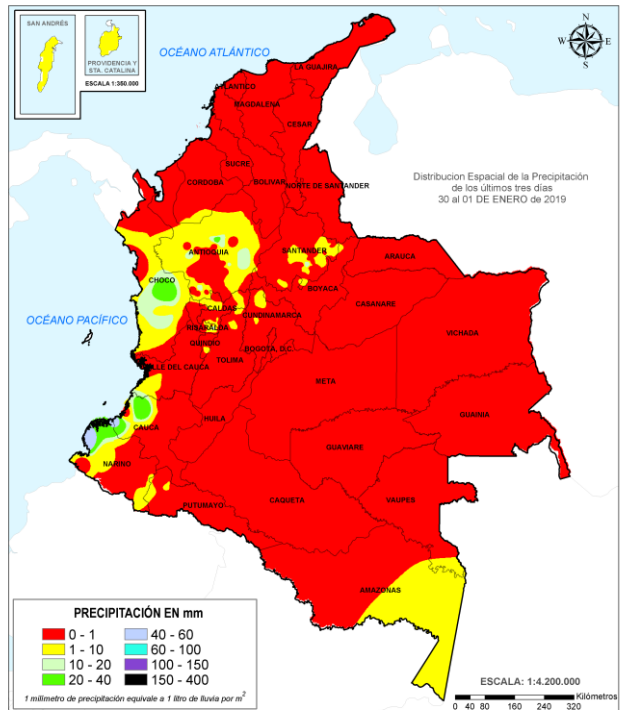 SAN ANDRÉS
PROVIDENCIA Y
STA. CATALINA
ESCALA 1:350.000
OCÉANO ATLÁNTICO
N
W
E
S
LA GUAJIRA
ATLANTICO
MAGDALENA
CESAR
SUCRE
CORDOBA
BOLIVAR
NORTE DE SANTANDER
Distribucion Espacial de la Precipitación
de los últimos tres días
30 al 01 DE ENERO de 2019
ANTIOQUIA
SANTANDER
ARAUCA
CHOCO
BOYACA
CASANARE
OCÉANO PACÍFICO
CALDAS
CUNDINAMARCA
RISARALDA
VICHADA
QUINDIO
BOGOTA, D.C.
TOLIMA
VALLE DEL CAUCA
META
GUAINIA
HUILA
CAUCA
GUAVIARE
NARIÑO
CAQUETA
VAUPES
PUTUMAYO
AMAZONAS
PRECIPITACIÓN EN mm
0 - 1
40 - 60
1 - 10
60 - 100
10 - 20
100 - 150
20 - 40
150 - 400
1 milimetro de precipitación equivale a 1 litro de lluvia por m²
ESCALA: 1:4.200.000
Kilómetros
0 40 80 160 240 320